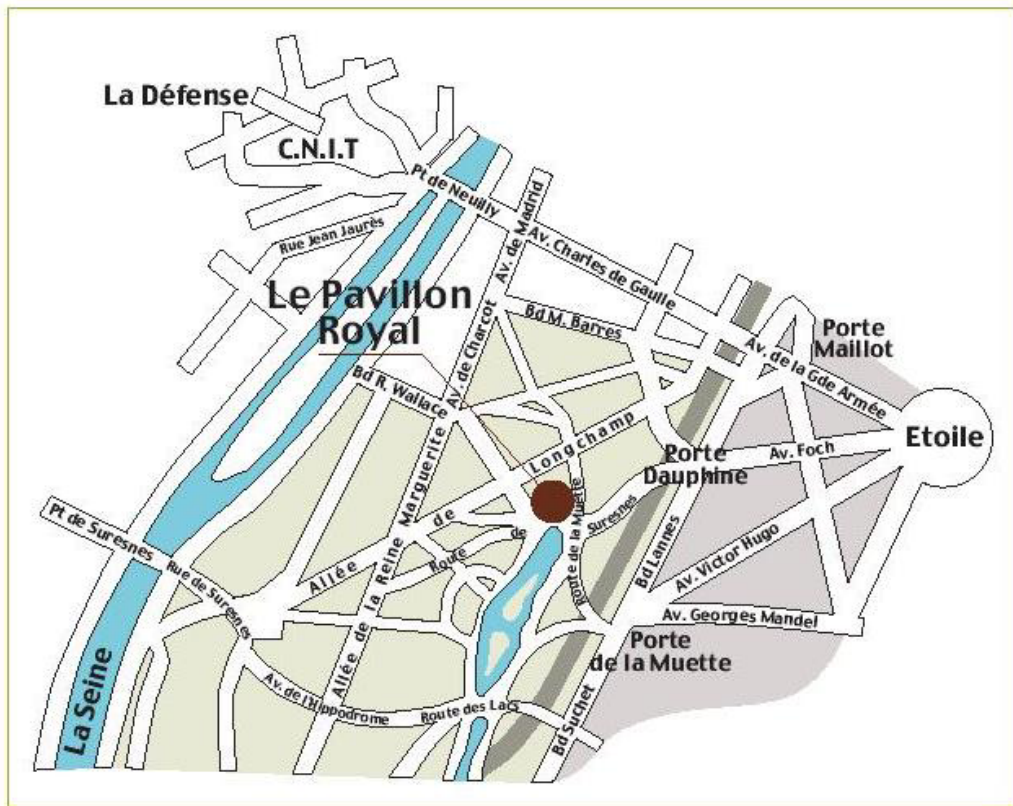 La Défense
C.N.I.T
Pt de Neuilly
Av. de Madrid
Rue Jean Jaurès
Av. Charles de Gaulle
Le Pavillon
Royal
Av. de Charcot
Bd M. Barres
Porte
Maillot
Av. de la Gde Armée
Bd R. Wallace
Etoile
Allée de Longchamp
Porte
Dauphine
Av. Foch
Allée de la Reine Marguerite
Route de Suresnes
Route de la Muette
Pt de Suresnes
Rue de Suresnes
Bd Lannes
Av. Victor Hugo
Av. Georges Mandel
Porte
de la Muette
La Seine
Av. de l'Hippodrome
Route des Lacs
Bd Suchet